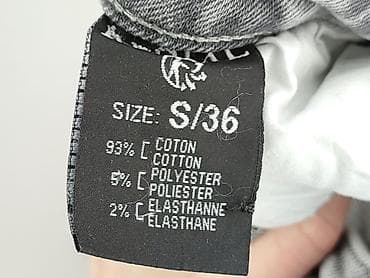 SIZE: S/36
93% [ COTON
COTTON
5% [ POLYESTER
POLIESTER
2% [ ELASTHANNE
ELASTHANE